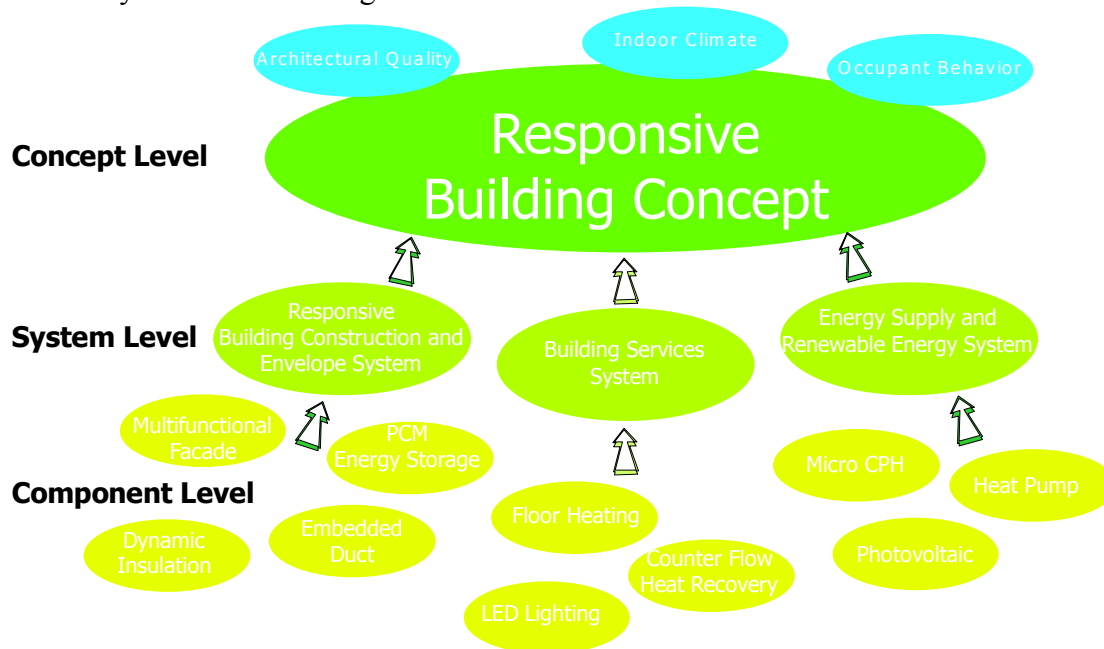 Architectural Quality
Indoor Climate
Occupant Behavior
Concept Level
Responsive
Building Concept
System Level
Responsive
Building Construction and
Envelope System
Building Services
System
Energy Supply and
Renewable Energy System
Component Level
Multifunctional
Facade
PCM
Energy Storage
Dynamic
Insulation
Embedded
Duct
Floor Heating
Counter Flow
Heat Recovery
LED Lighting
Micro CPH
Heat Pump
Photovoltaic